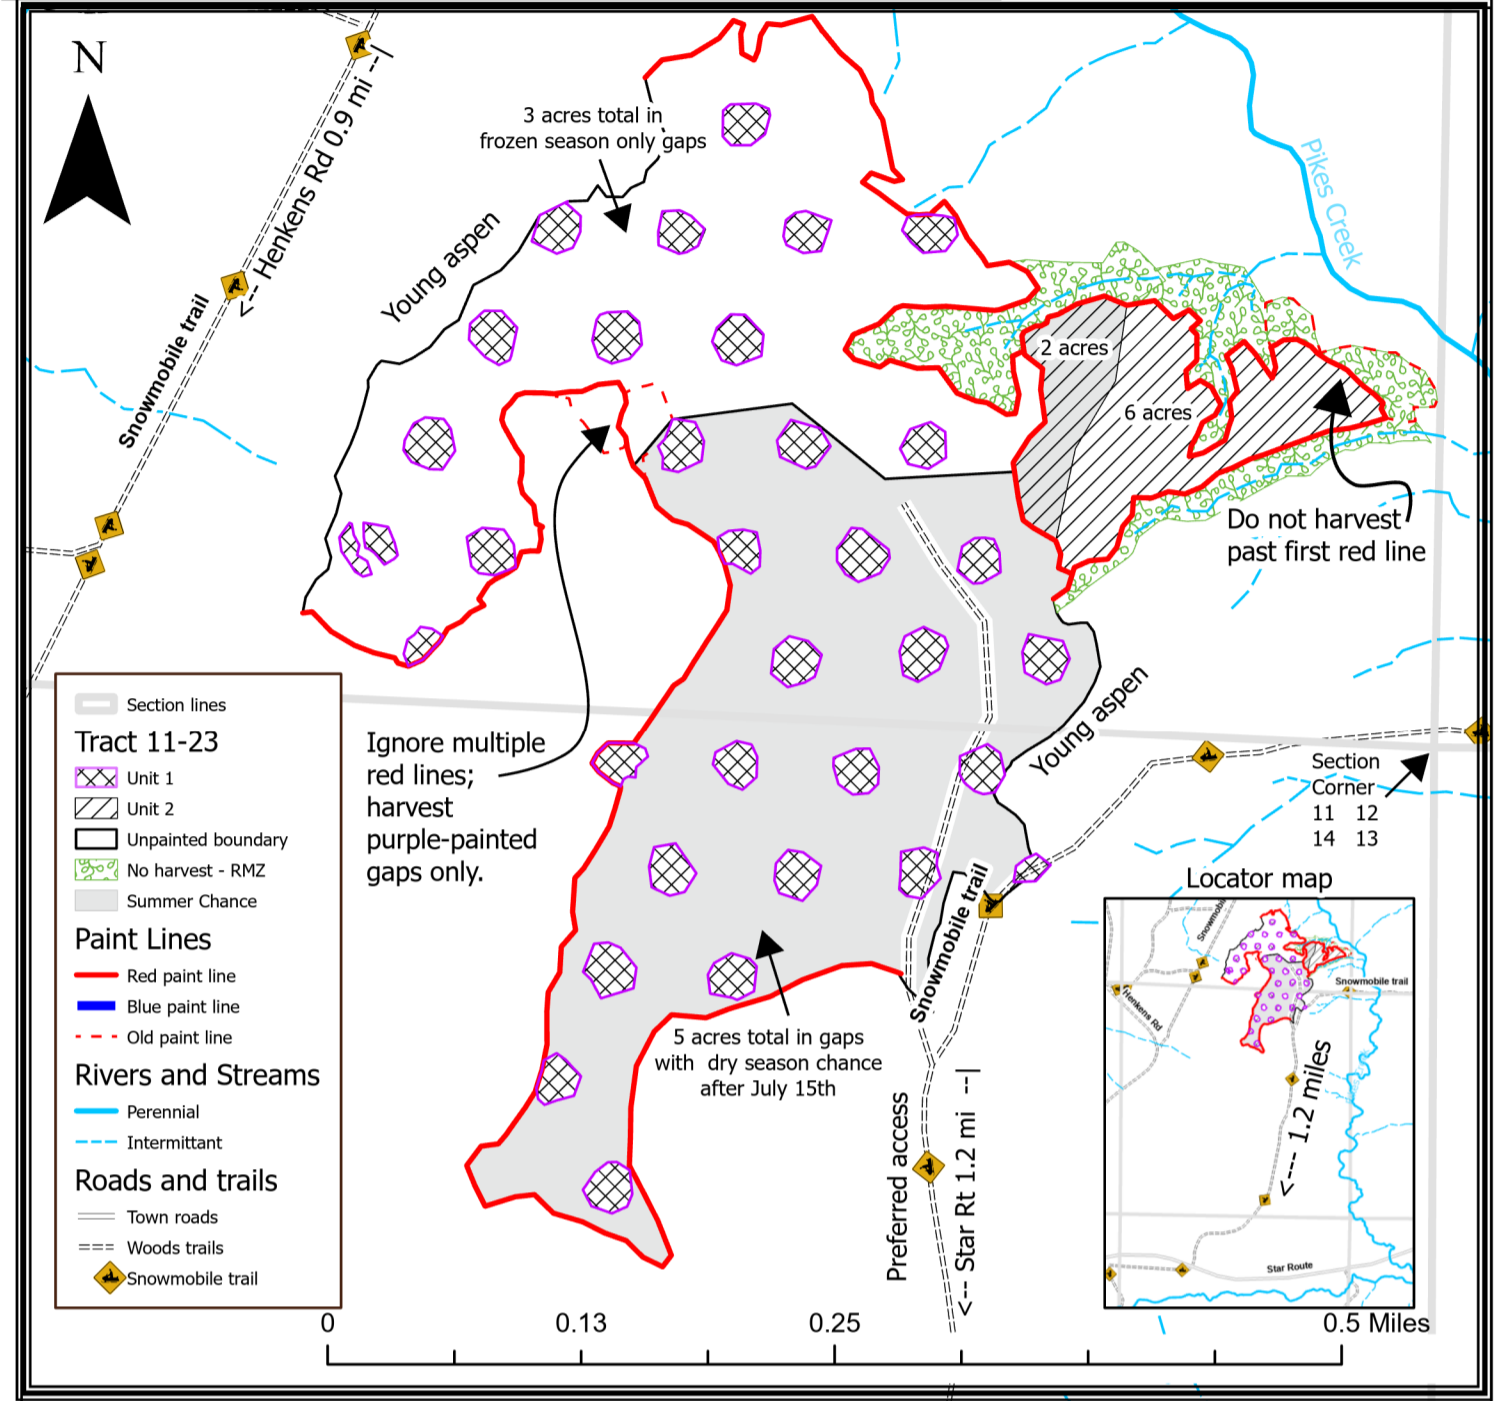 N
<--- Henkens Rd 0.9 mi ---|
3 acres total in
frozen season only gaps
Young aspen
Snowmobile trail
Pikes Creek
2 acres
6 acres
Do not harvest
past first red line
Ignore multiple
red lines;
harvest
purple-painted
gaps only.
Young aspen
Section
Corner
11 12
14 13
Snowmobile trail
5 acres total in gaps
with dry season chance
after July 15th
Preferred access
<--- Star Rt 1.2 mi ---|
Section lines
Tract 11-23
Unit 1
Unit 2
Unpainted boundary
No harvest - RMZ
Summer Chance
Paint Lines
Red paint line
Blue paint line
Old paint line
Rivers and Streams
Perennial
Intermittant
Roads and trails
Town roads
Woods trails
Snowmobile trail
Locator map
Snowmobile trail
Henkens Rd
<---- 1.2 miles
Star Route
0 0.13 0.25 0.5 Miles